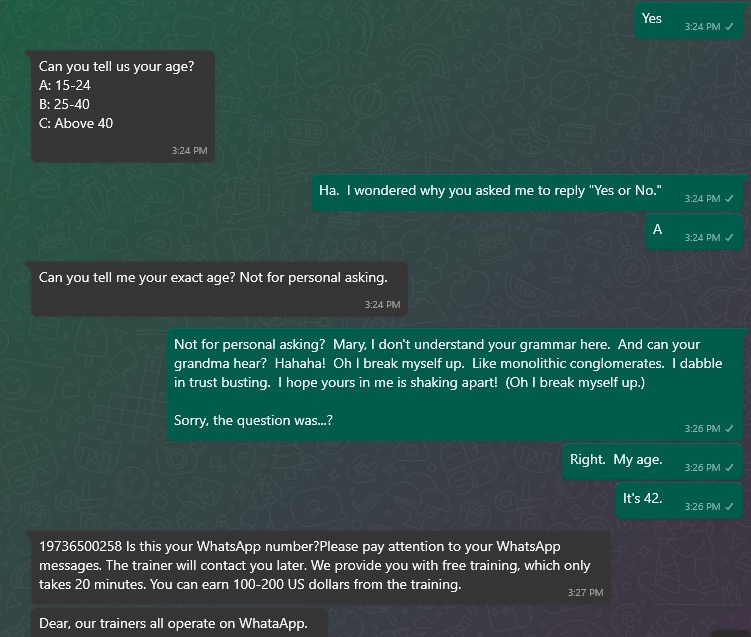 Yes
3:24 PM
Can you tell us your age?
A: 15-24
B: 25-40
C: Above 40
3:24 PM
Ha.  I wondered why you asked me to reply "Yes or No."
3:24 PM
A
3:24 PM
Can you tell me your exact age? Not for personal asking.
3:24 PM
Not for personal asking?  Mary, I don't understand your grammar here.  And can your
grandma hear?  Hahaha!  Oh I break myself up.  Like monolithic conglomerates.  I dabble
in trust busting.  I hope yours in me is shaking apart!  (Oh I break myself up.)
Sorry, the question was...?
3:26 PM
Right.  My age.
3:26 PM
It's 42.
3:26 PM
19736500258 Is this your WhatsApp number?Please pay attention to your WhatsApp
messages. The trainer will contact you later. We provide you with free training, which only
takes 20 minutes. You can earn 100-200 US dollars from the training.
3:27 PM
Dear, our trainers all operate on WhataApp.